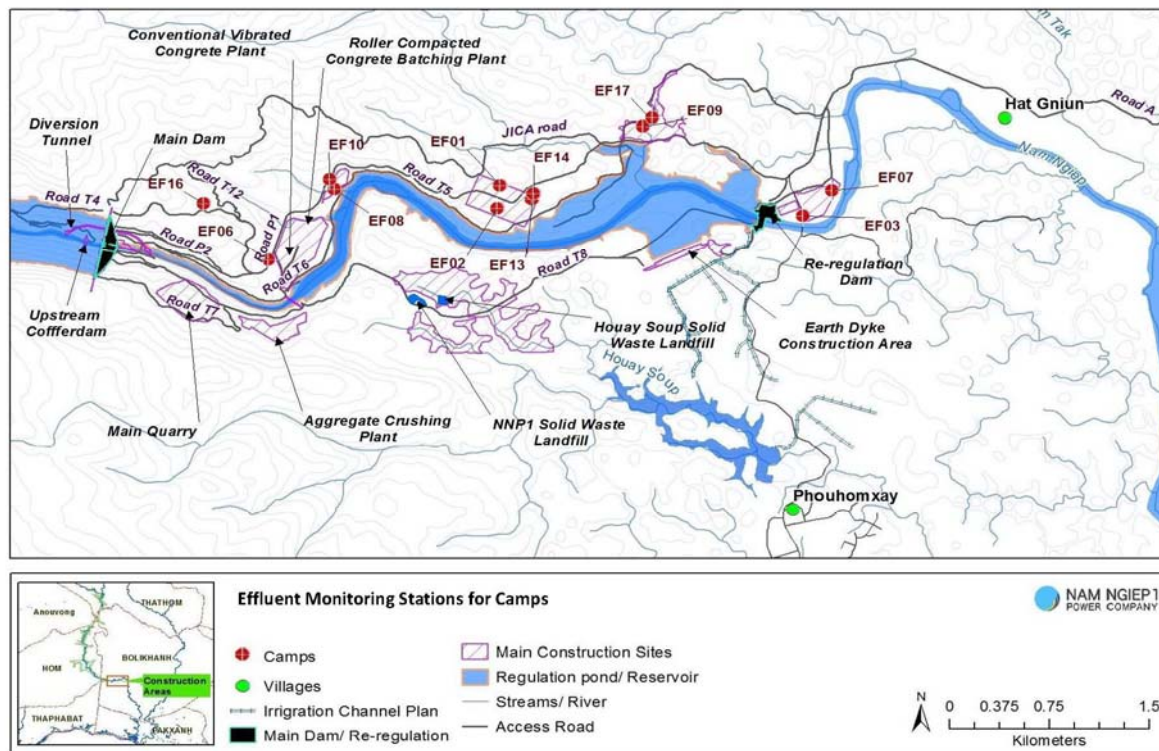 Conventional Vibrated
Concrete Plant
Roller Compacted
Concrete Batching Plant
Diversion
Tunnel
Main Dam
EF10
EF01
JICA road
EF14
EF17
EF09
Hat Gniun
Road A
Nam Ngiep
Road T4
EF16
Road T12
Road T5
EF08
EF07
EF06
Road P1
Road P2
EF03
Road T6
EF02
EF13
Road T8
Re-regulation
Dam
Upstream
Coffferdam
Road T7
Houay Soup Solid
Waste Landfill
Earth Dyke
Construction Area
Houay Soup
Main Quarry
Aggregate Crushing
Plant
NNP1 Solid Waste
Landfill
Phouhomxay
Anouvong
THATHOM
HOM
BOLIKHANH
Construction
Areas
THAPHABAT
PAKXANH
Effluent Monitoring Stations for Camps
Camps
Villages
Irrigration Channel Plan
Main Dam/ Re-regulation
Main Construction Sites
Regulation pond/ Reservoir
Streams/ River
Access Road
NAM NGIEP 1
POWER COMPANY
N
0 0.375 0.75 1.5
Kilometers